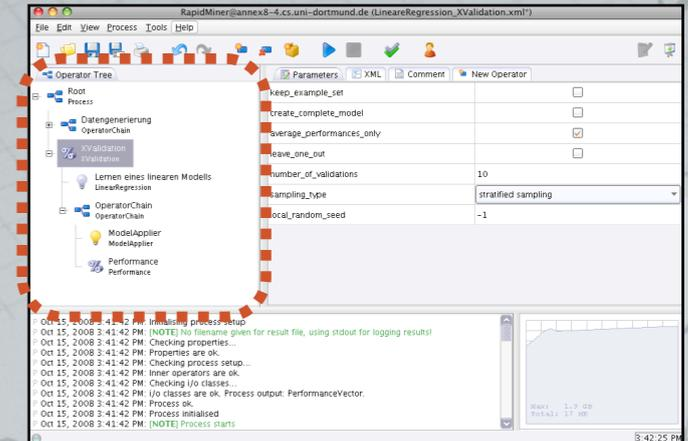 RapidMiner@annex8-4.cs.uni-dortmund.de (LineareRegression_XValidation.xml*)
File Edit View Process Tools Help
Operator Tree
Root
Process
Datengenerierung
OperatorChain
XValidation
XValidation
Lernen eines linearen Modells
LinearRegression
OperatorChain
OperatorChain
ModelApplier
ModelApplier
Performance
Performance
Parameters XML Comment New Operator
keep_example_set
create_complete_model
average_performances_only
leave_one_out
number_of_validations 10
sampling_type stratified sampling
local_random_seed -1
P Oct 15, 2008 3:41:42 PM: Initialising process setup
P Oct 15, 2008 3:41:42 PM: [NOTE] No filename given for result file, using stdout for logging results!
P Oct 15, 2008 3:41:42 PM: Checking properties...
P Oct 15, 2008 3:41:42 PM: Properties are ok.
P Oct 15, 2008 3:41:42 PM: Checking process setup...
P Oct 15, 2008 3:41:42 PM: Inner operators are ok.
P Oct 15, 2008 3:41:42 PM: Checking i/o classes...
P Oct 15, 2008 3:41:42 PM: i/o classes are ok. Process output: PerformanceVector.
P Oct 15, 2008 3:41:42 PM: Process ok.
P Oct 15, 2008 3:41:42 PM: Process initialised
P Oct 15, 2008 3:41:42 PM: [NOTE] Process starts
Max: 1.9 GB
Total: 17 MB
3:42:25 PM